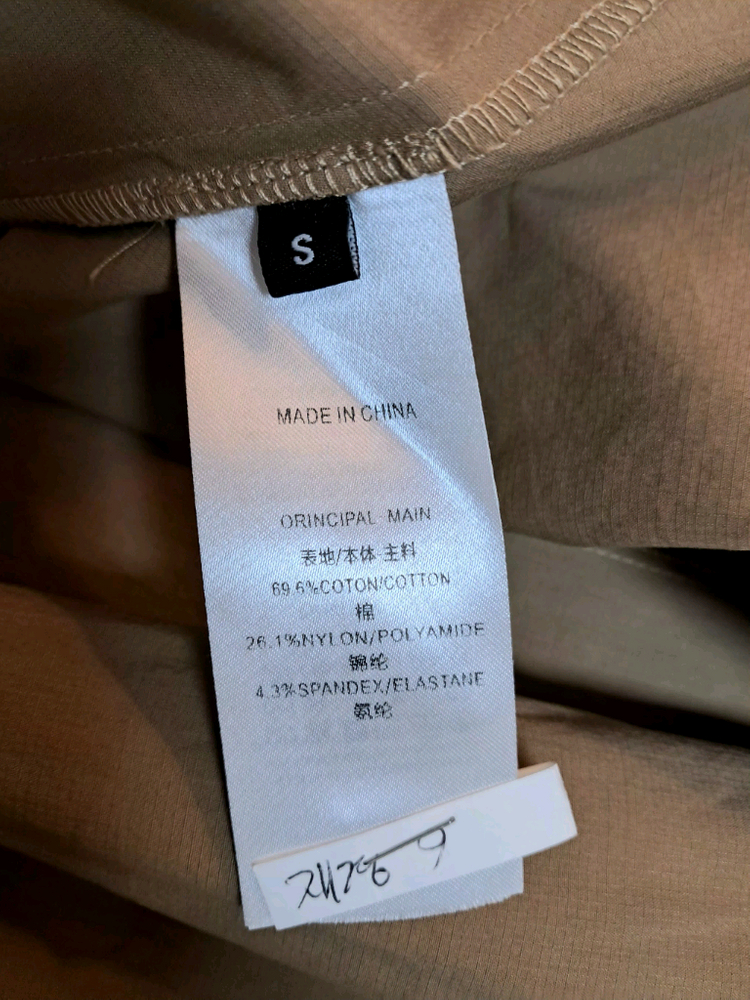 S
MADE IN CHINA
ORINCIPAL MAIN
表地/本体 主料
69.6%COTON/COTTON
棉
26.1%NYLON/POLYAMIDE
锦纶
4.3%SPANDEX/ELASTANE
氨纶